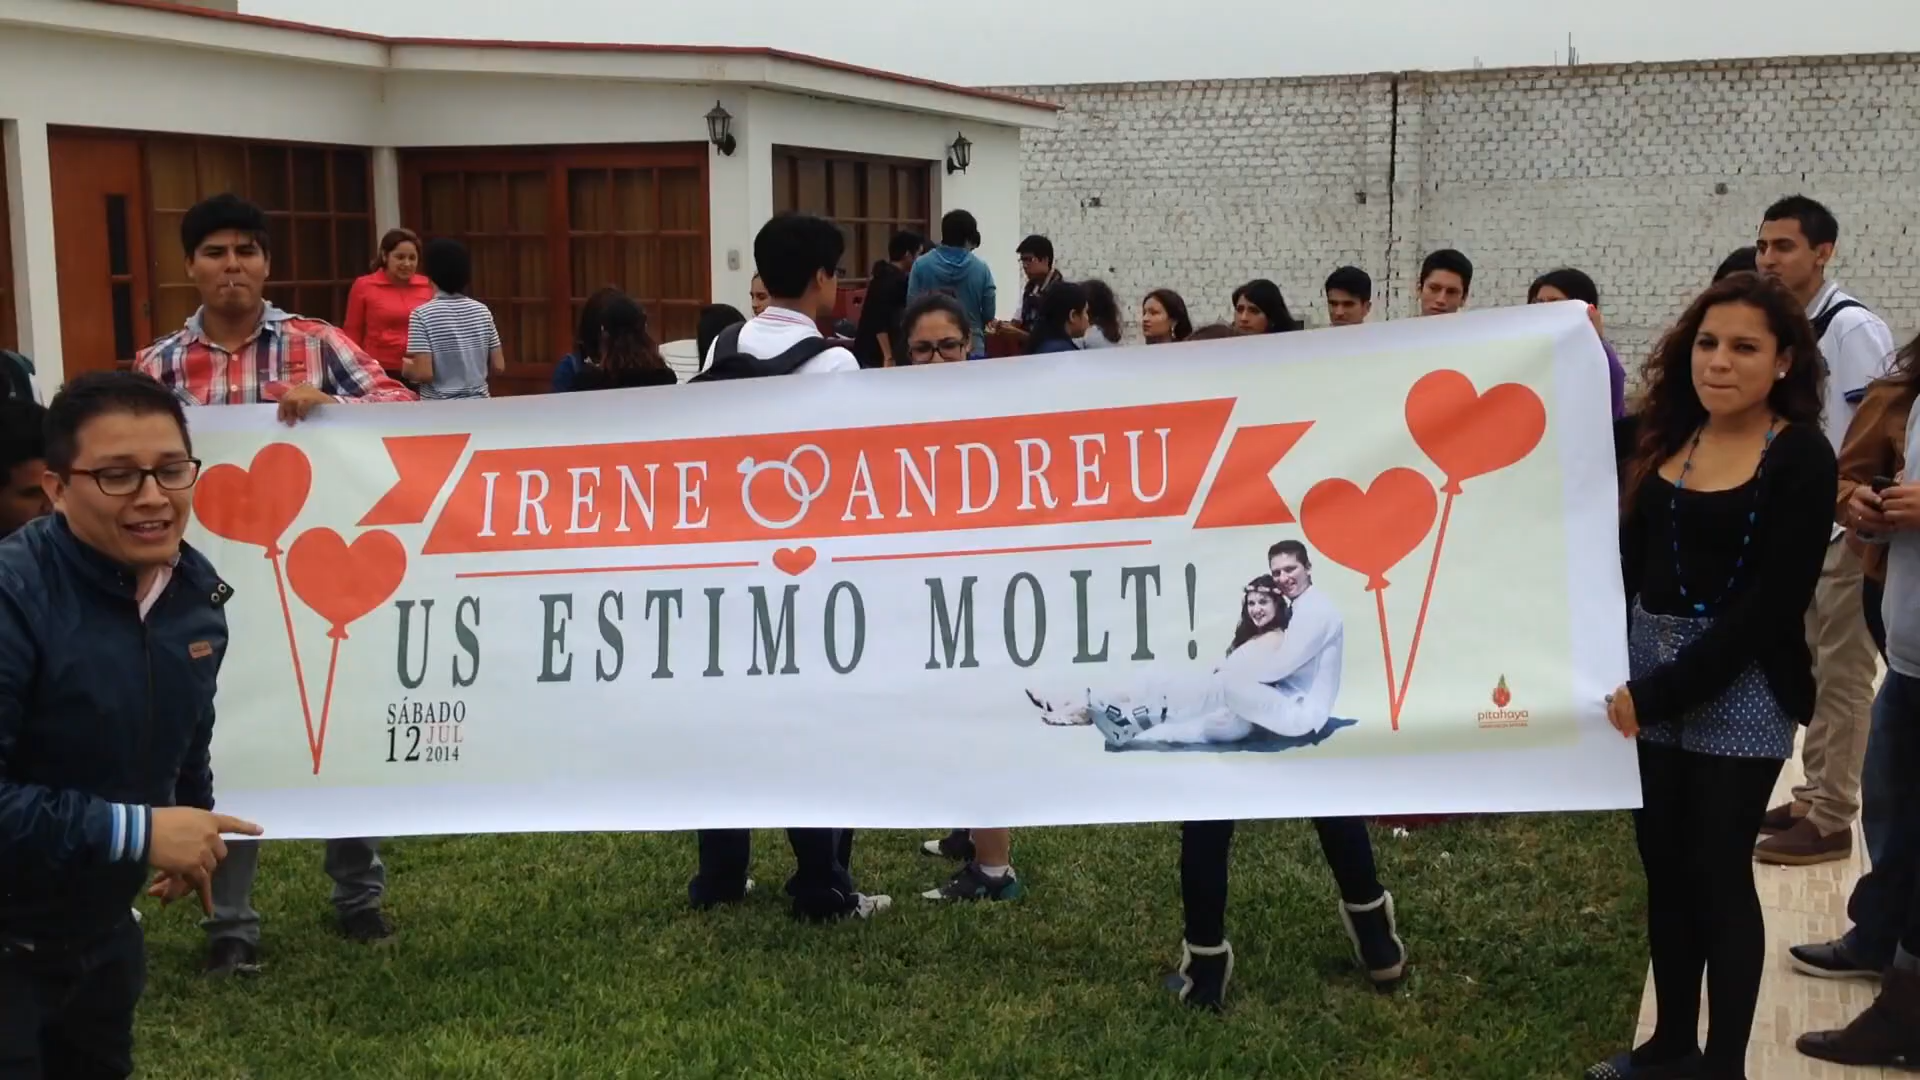 IRENE ANDREU
US ESTIMO MOLT!
SÁBADO
12 JUL
2014
pitahaya